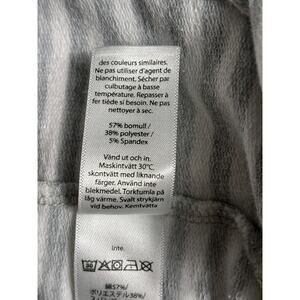 des couleurs similaires.
Ne pas utiliser d'agent de
blanchiment. Sécher par
culbutage à basse
température. Repasser à
fer tiède si besoin. Ne pas
nettoyer à sec.
57% bomull /
38% polyester /
5% Spandex
Vänd ut och in.
Maskintvätt 30°C,
skontvätt med liknande
färger. Använd inte
blekmedel. Torktumla på
låg värme. Svalt strykjärn
vid behov. Kemtvätta
inte.
綿57%/
ポリエステル38%/